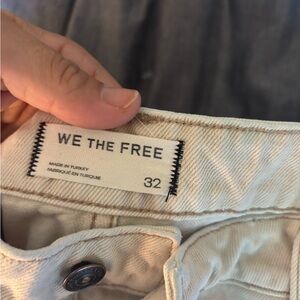 WE THE FREE
MADE IN TURKEY
FABRIQUÉ EN TURQUIE
32